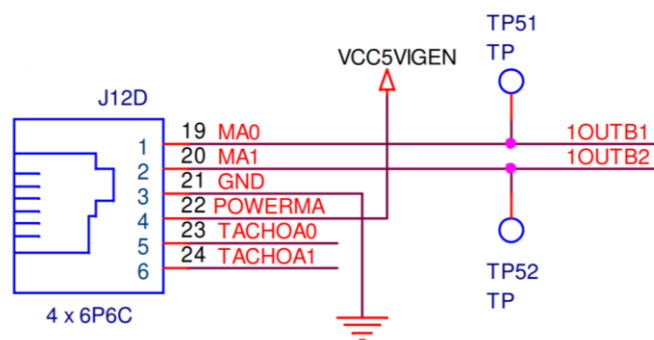 TP51
TP
VCC5VIGEN
J12D
1 19 MA0 1OUTB1
2 20 MA1 1OUTB2
3 21 GND
4 22 POWERMA
5 23 TACHOA0
6 24 TACHOA1
TP52
TP
4 x 6P6C